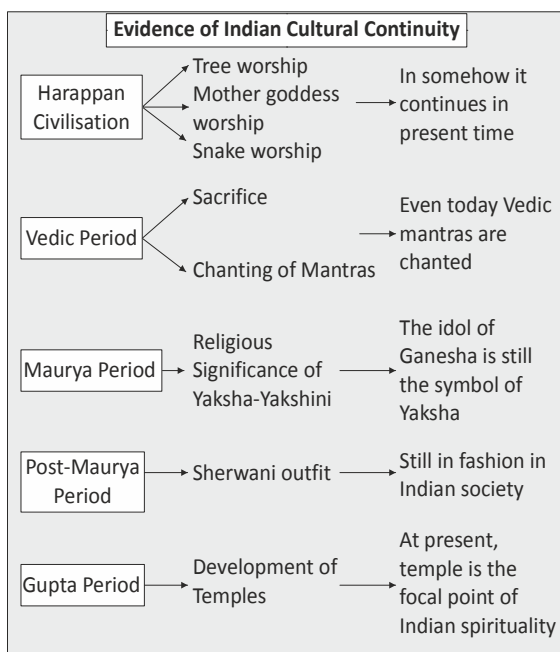 Evidence of Indian Cultural Continuity
Harappan
Civilisation
Tree worship
Mother goddess
worship
Snake worship
In somehow it
continues in
present time
Vedic Period
Sacrifice
Chanting of Mantras
Even today Vedic
mantras are
chanted
Maurya Period
Religious
Significance of
Yaksha-Yakshini
The idol of
Ganesha is still
the symbol of
Yaksha
Post-Maurya
Period
Sherwani outfit
Still in fashion in
Indian society
Gupta Period
Development of
Temples
At present,
temple is the
focal point of
Indian spirituality